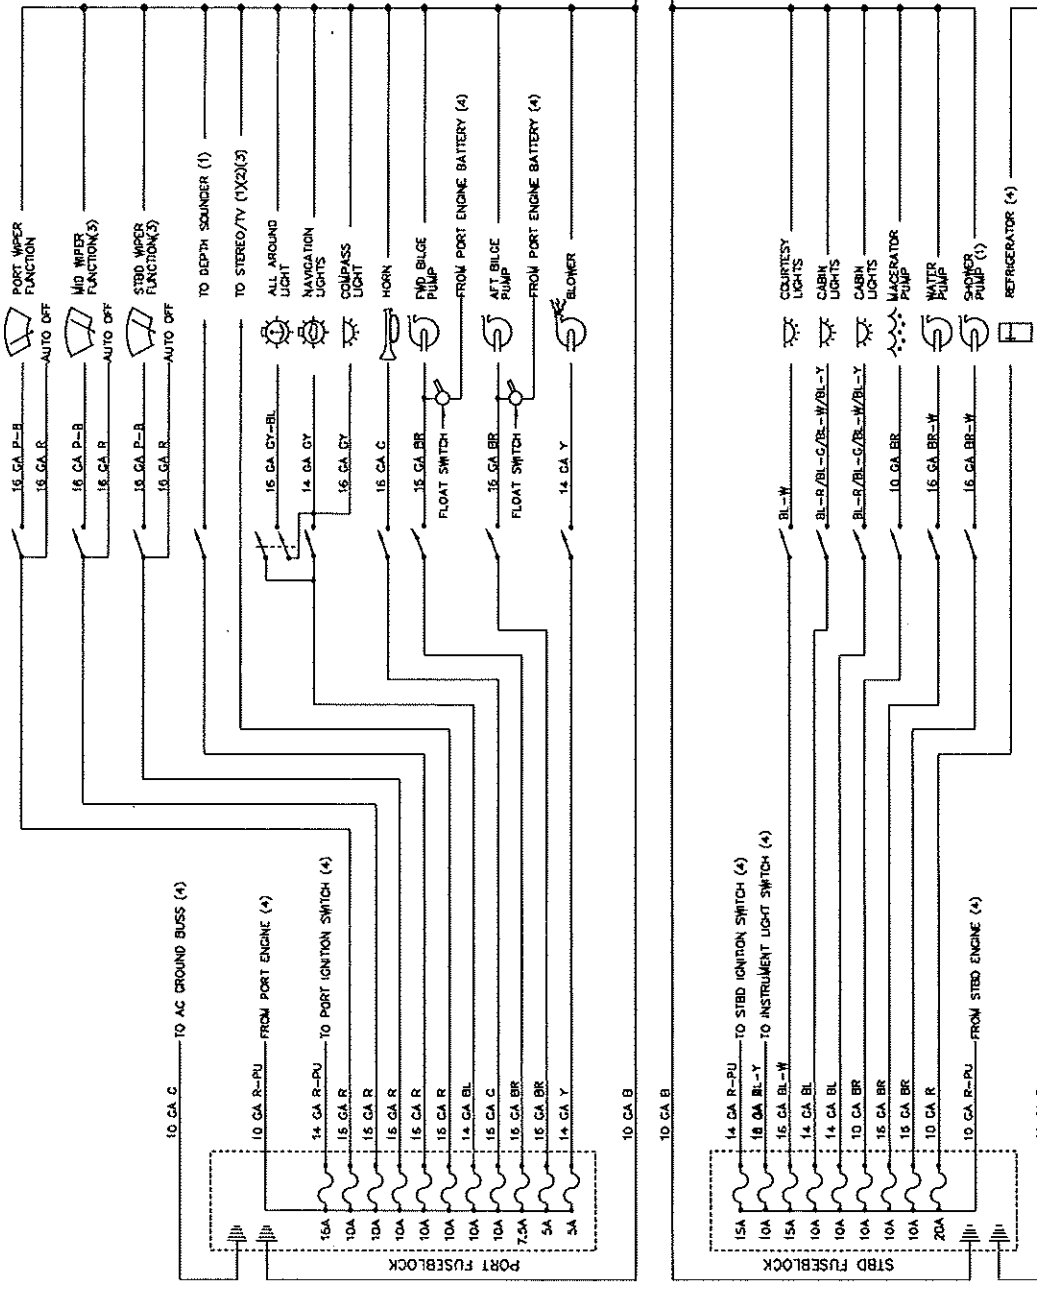 PORT WIPER
FUNCTION
AUTO OFF
16 GA P-B
16 GA R
MID WIPER
FUNCTION(3)
AUTO OFF
16 GA P-B
16 GA R
STBD WIPER
FUNCTION(3)
AUTO OFF
16 GA P-B
16 GA R
TO DEPTH SOUNDER (1)
TO STEREO/TV (1)(2)(3)
ALL AROUND
LIGHT
16 GA GY-BL
NAVIGATION
LIGHTS
14 GA GY
COMPASS
LIGHT
16 GA GY
HORN
16 GA G
FWD BILGE
PUMP
16 GA BR
FLOAT SWITCH
FROM PORT ENGINE BATTERY (4)
AFT BILGE
PUMP
16 GA BR
FLOAT SWITCH
FROM PORT ENGINE BATTERY (4)
BLOWER
14 GA Y
COURTESY
LIGHTS
BL-W
CABIN
LIGHTS
BL-R/BL-G/BL-W/BL-Y
CABIN
LIGHTS
BL-R/BL-G/BL-W/BL-Y
MACERATOR
PUMP
10 GA BR
WATER
PUMP
16 GA BR-W
SHOWER
PUMP (1)
16 GA BR-W
REFRIGERATOR (4)
10 GA G
TO AC GROUND BUSS (4)
10 GA R-PU
FROM PORT ENGINE (4)
14 GA R-PU
TO PORT IGNITION SWITCH (4)
16 GA R
16 GA R
16 GA R
16 GA R
16 GA R
14 GA BL
16 GA G
16 GA BR
16 GA BR
14 GA Y
15A
10A
10A
10A
10A
10A
10A
10A
7.5A
5A
5A
PORT FUSEBLOCK
10 GA B
10 GA B
14 GA R-PU
TO STBD IGNITION SWITCH (4)
18 GA BL-Y
TO INSTRUMENT LIGHT SWITCH (4)
16 GA BL-W
14 GA BL
14 GA BL
10 GA BR
16 GA BR
16 GA BR
10 GA R
10 GA R-PU
FROM STBD ENGINE (4)
15A
10A
15A
10A
10A
10A
10A
10A
20A
STBD FUSEBLOCK